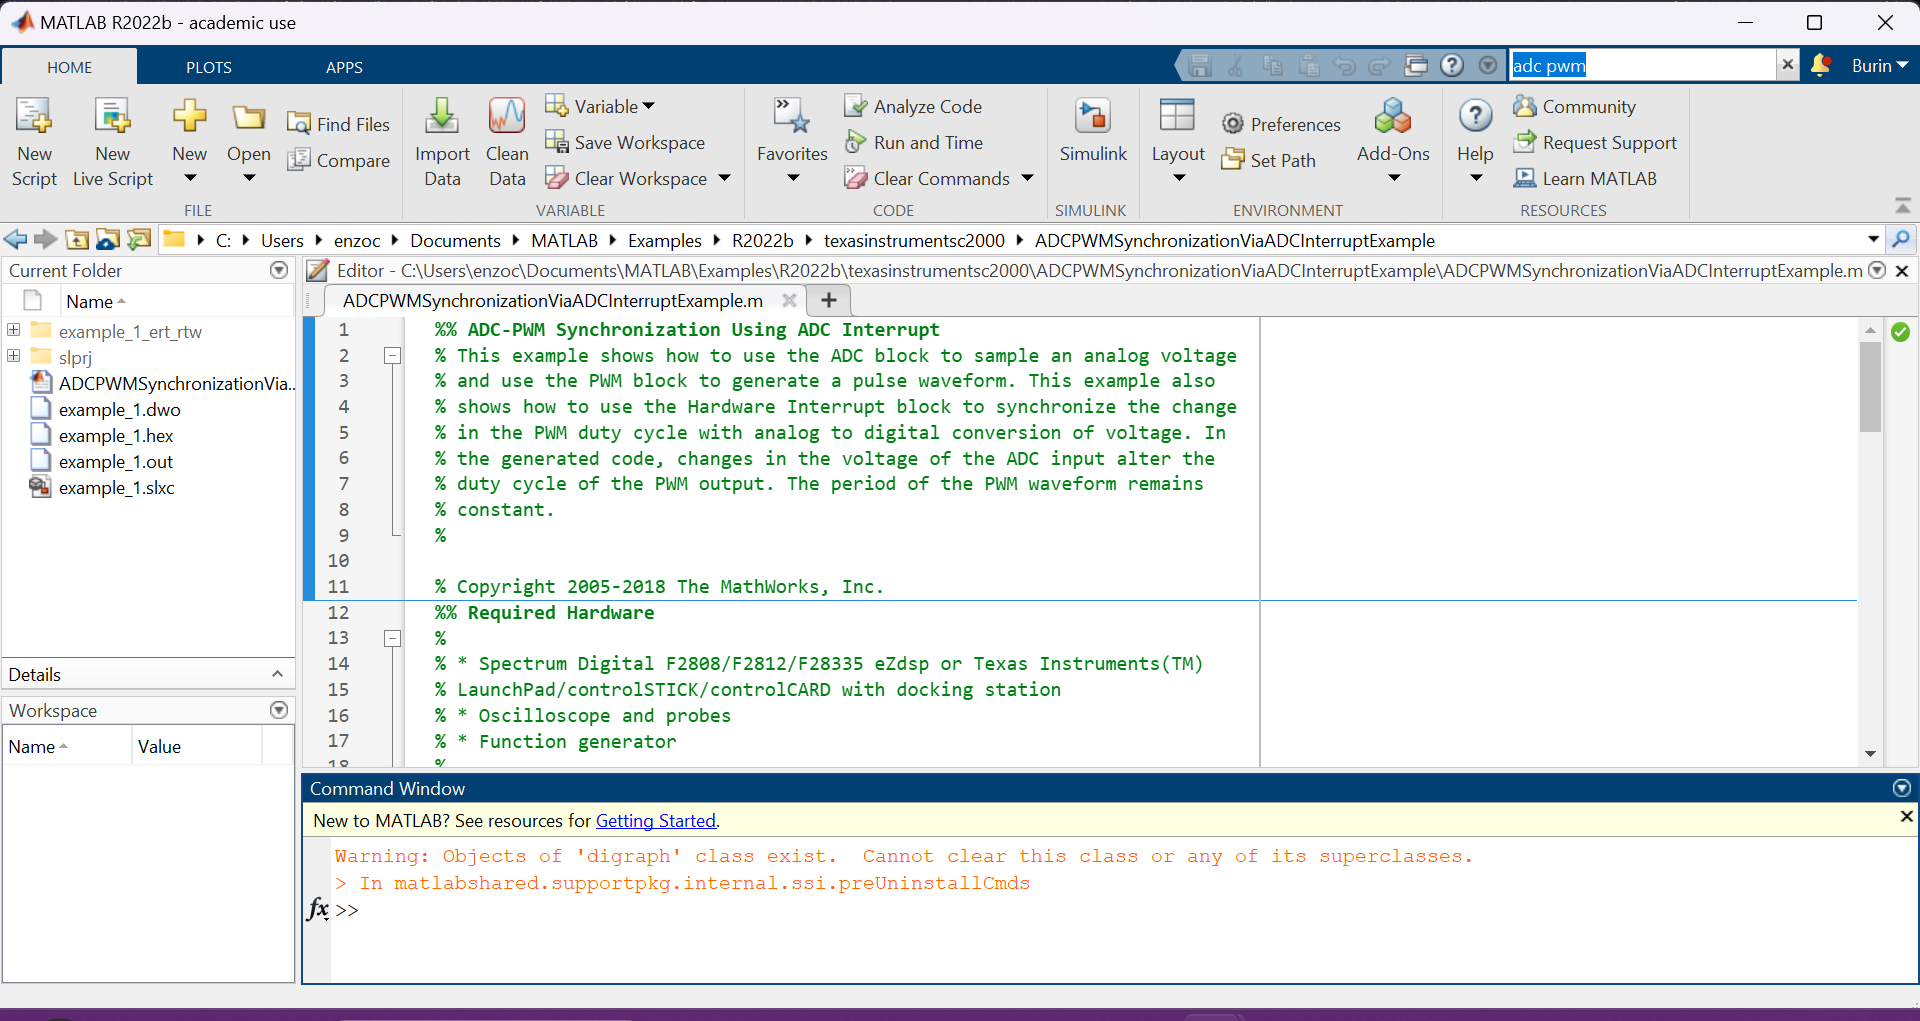 MATLAB R2022b - academic use
HOME PLOTS APPS
adc pwm
Burin
New Script
New Live Script
New
Open
Find Files
Compare
FILE
Import Data
Clean Data
Variable
Save Workspace
Clear Workspace
VARIABLE
Favorites
Analyze Code
Run and Time
Clear Commands
CODE
Simulink
SIMULINK
Layout
Preferences
Set Path
Add-Ons
ENVIRONMENT
Help
Community
Request Support
Learn MATLAB
RESOURCES
C: Users enzoc Documents MATLAB Examples R2022b texasinstrumentsc2000 ADCPWMSynchronizationViaADCInterruptExample
Current Folder
Name
example_1_ert_rtw
slprj
ADCPWMSynchronizationVia..
example_1.dwo
example_1.hex
example_1.out
example_1.slxc
Details
Workspace
Name Value
Editor - C:\Users\enzoc\Documents\MATLAB\Examples\R2022b\texasinstrumentsc2000\ADCPWMSynchronizationViaADCInterruptExample\ADCPWMSynchronizationViaADCInterruptExample.m
ADCPWMSynchronizationViaADCInterruptExample.m
1 %% ADC-PWM Synchronization Using ADC Interrupt
2 % This example shows how to use the ADC block to sample an analog voltage
3 % and use the PWM block to generate a pulse waveform. This example also
4 % shows how to use the Hardware Interrupt block to synchronize the change
5 % in the PWM duty cycle with analog to digital conversion of voltage. In
6 % the generated code, changes in the voltage of the ADC input alter the
7 % duty cycle of the PWM output. The period of the PWM waveform remains
8 % constant.
9 %
10
11 % Copyright 2005-2018 The MathWorks, Inc.
12 %% Required Hardware
13 %
14 % * Spectrum Digital F2808/F2812/F28335 eZdsp or Texas Instruments(TM)
15 % LaunchPad/controlSTICK/controlCARD with docking station
16 % * Oscilloscope and probes
17 % * Function generator
18 %
Command Window
New to MATLAB? See resources for Getting Started.
Warning: Objects of 'digraph' class exist.  Cannot clear this class or any of its superclasses.
> In matlabshared.supportpkg.internal.ssi.preUninstallCmds
fx >>